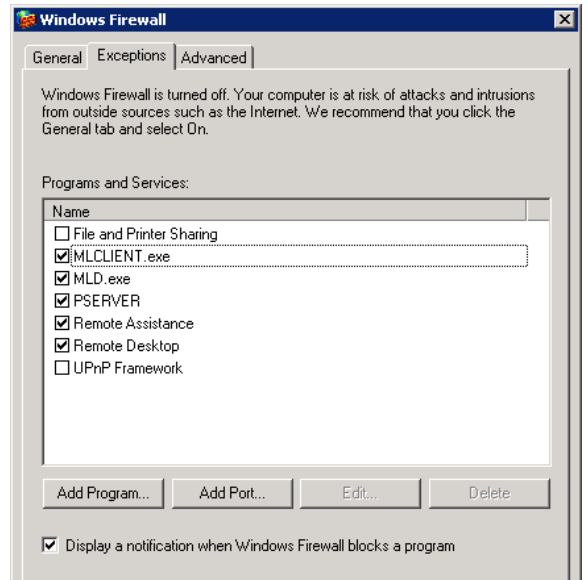 Windows Firewall
General Exceptions Advanced
Windows Firewall is turned off. Your computer is at risk of attacks and intrusions
from outside sources such as the Internet. We recommend that you click the
General tab and select On.
Programs and Services:
Name
File and Printer Sharing
MLCLIENT.exe
MLD.exe
PSERVER
Remote Assistance
Remote Desktop
UPnP Framework
Add Program... Add Port... Edit... Delete
Display a notification when Windows Firewall blocks a program